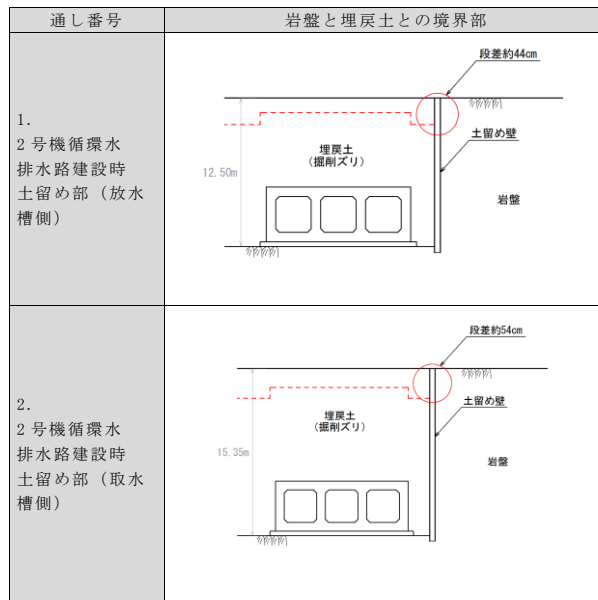 通し番号
岩盤と埋戻土との境界部
1.
2号機循環水
排水路建設時
土留め部（放水
槽側）
段差約44cm
土留め壁
埋戻土
（掘削ズリ）
12.50m
岩盤
2.
2号機循環水
排水路建設時
土留め部（取水
槽側）
段差約54cm
土留め壁
埋戻土
（掘削ズリ）
15.35m
岩盤